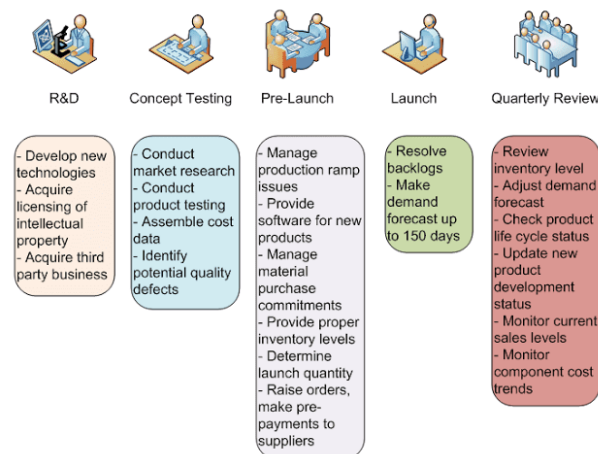 R&D
Concept Testing
Pre-Launch
Launch
Quarterly Review
- Develop new
technologies
- Acquire
licensing of
intellectual
property
- Acquire third
party business
- Conduct
market research
- Conduct
product testing
- Assemble cost
data
- Identify
potential quality
defects
- Manage
production ramp
issues
- Provide
software for new
products
- Manage
material
purchase
commitments
- Provide proper
inventory levels
- Determine
launch quantity
- Raise orders,
make pre-
payments to
suppliers
- Resolve
backlogs
- Make
demand
forecast up
to 150 days
- Review
inventory level
- Adjust demand
forecast
- Check product
life cycle status
- Update new
product
development
status
- Monitor current
sales levels
- Monitor
component cost
trends